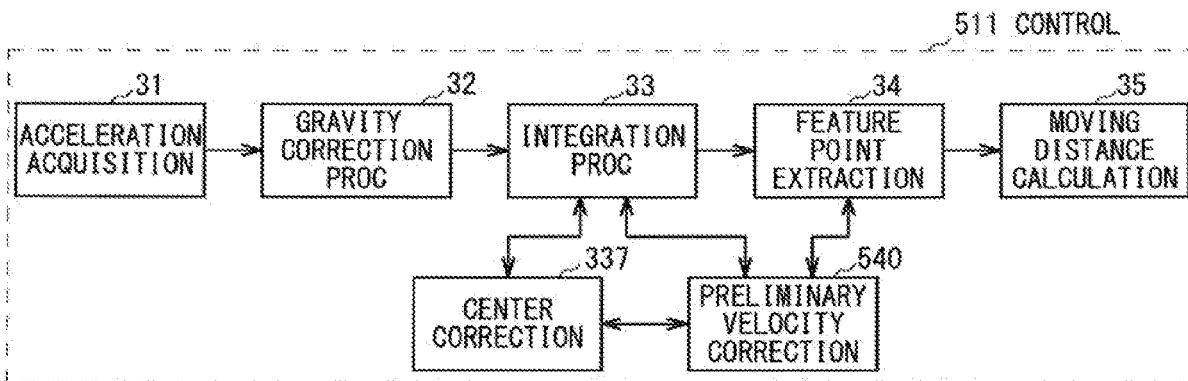 511 CONTROL
31
ACCELERATION
ACQUISITION
32
GRAVITY
CORRECTION
PROC
33
INTEGRATION
PROC
34
FEATURE
POINT
EXTRACTION
35
MOVING
DISTANCE
CALCULATION
337
CENTER
CORRECTION
540
PRELIMINARY
VELOCITY
CORRECTION